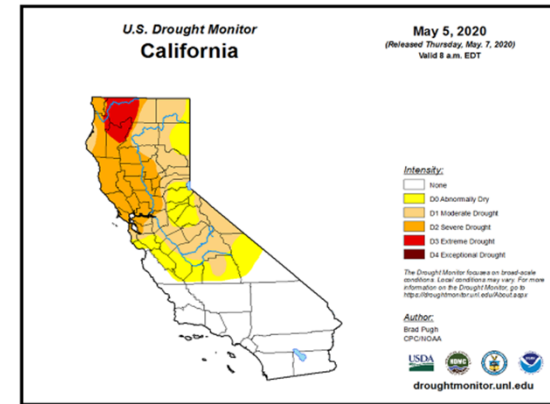 U.S. Drought Monitor
California
May 5, 2020
(Released Thursday, May. 7, 2020)
Valid 8 a.m. EDT
Intensity:
None
D0 Abnormally Dry
D1 Moderate Drought
D2 Severe Drought
D3 Extreme Drought
D4 Exceptional Drought
The Drought Monitor focuses on broad-scale
conditions. Local conditions may vary. For more
information on the Drought Monitor, go to
https://droughtmonitor.unl.edu/About.aspx
Author:
Brad Pugh
CPC/NOAA
USDA
NDMC
droughtmonitor.unl.edu